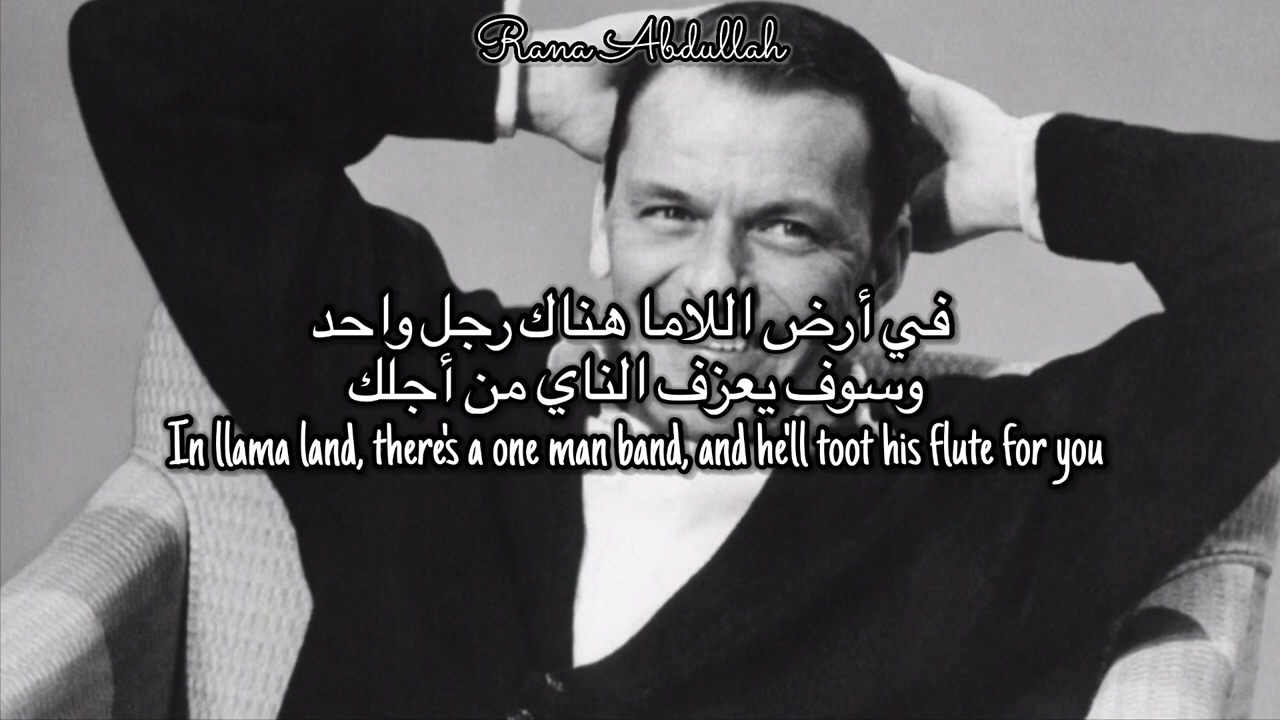 Rana Abdullah
في أرض اللاما هناك رجل واحد
وسوف يعزف الناي من أجلك
In llama land, there's a one man band, and he'll toot his flute for you